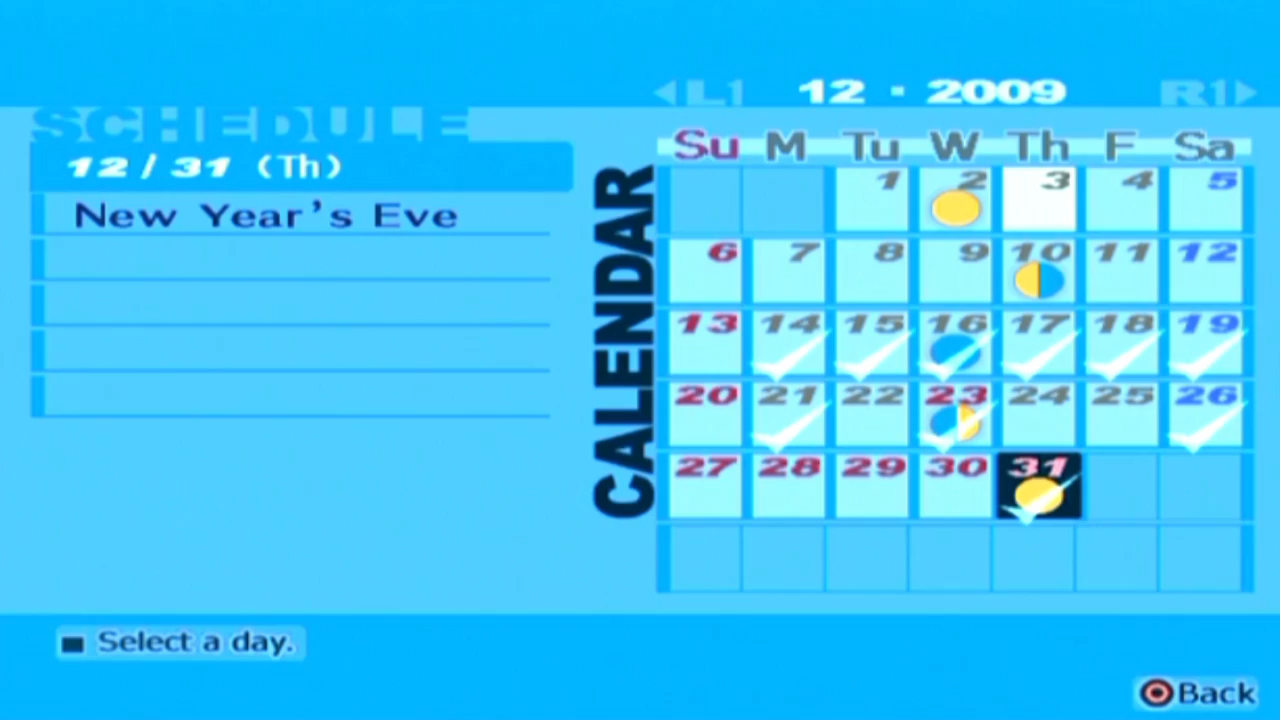 L1 12 · 2009 R1
SCHEDULE
12/31 (Th)
New Year's Eve
CALENDAR
Su M Tu W Th F Sa
1 2 3 4 5
6 7 8 9 10 11 12
13 14 15 16 17 18 19
20 21 22 23 24 25 26
27 28 29 30 31
Select a day.
Back